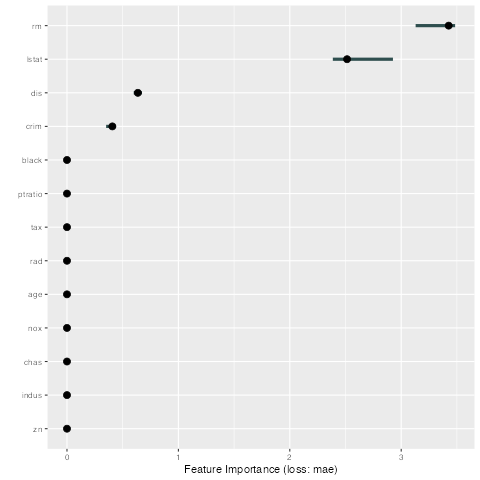 rm
lstat
dis
crim
black
ptratio
tax
rad
age
nox
chas
indus
zn
0 1 2 3
Feature Importance (loss: mae)